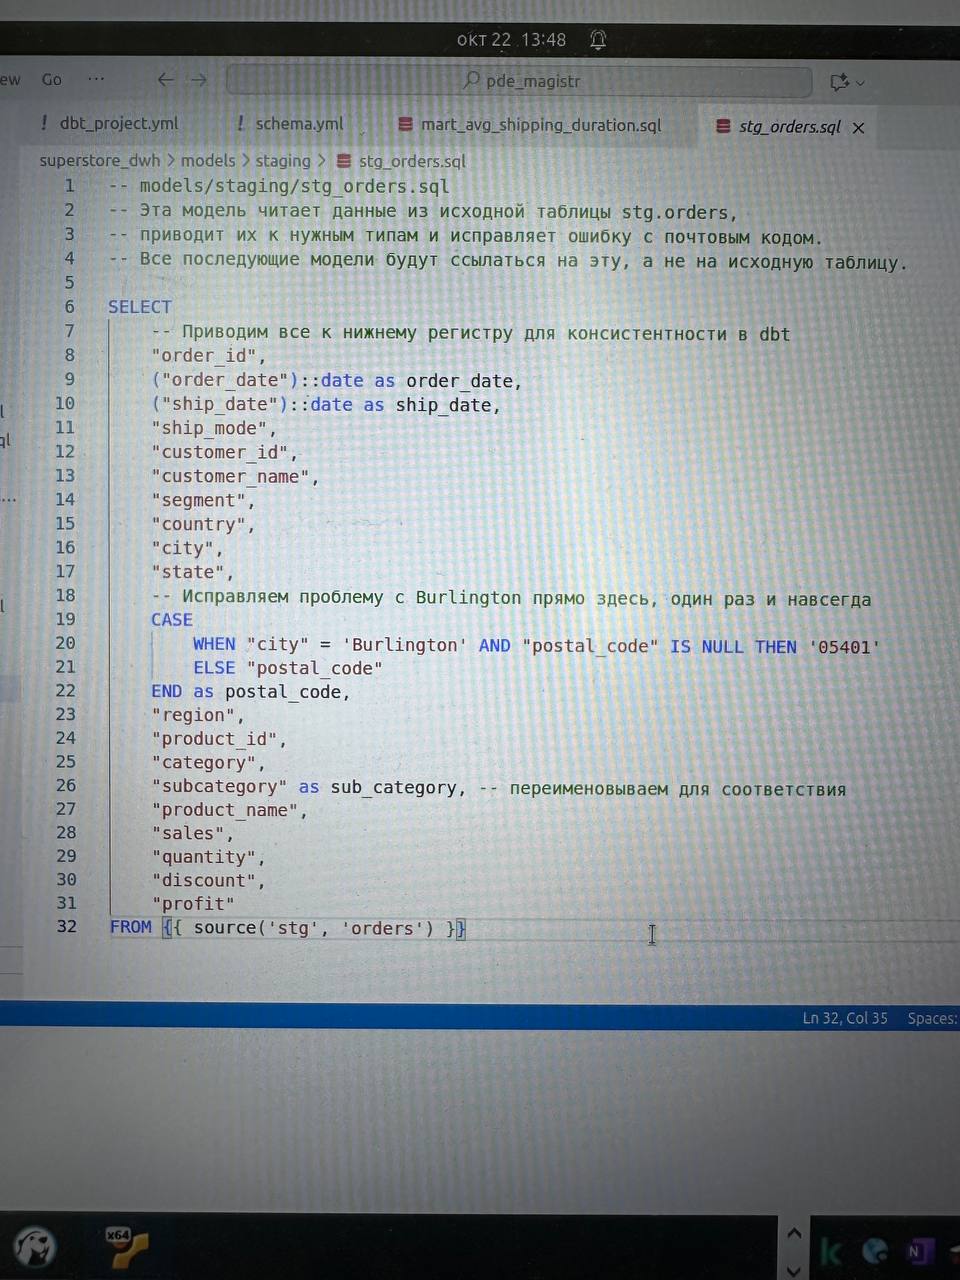 окт 22 13:48
ew Go ··· ← → pde_magistr
! dbt_project.yml ! schema.yml mart_avg_shipping_duration.sql stg_orders.sql ×
superstore_dwh > models > staging > stg_orders.sql
1 -- models/staging/stg_orders.sql
2 -- Эта модель читает данные из исходной таблицы stg.orders,
3 -- приводит их к нужным типам и исправляет ошибку с почтовым кодом.
4 -- Все последующие модели будут ссылаться на эту, а не на исходную таблицу.
5
6 SELECT
7 -- Приводим все к нижнему регистру для консистентности в dbt
8 "order_id",
9 ("order_date")::date as order_date,
10 ("ship_date")::date as ship_date,
11 "ship_mode",
12 "customer_id",
13 "customer_name",
14 "segment",
15 "country",
16 "city",
17 "state",
18 -- Исправляем проблему с Burlington прямо здесь, один раз и навсегда
19 CASE
20 WHEN "city" = 'Burlington' AND "postal_code" IS NULL THEN '05401'
21 ELSE "postal_code"
22 END as postal_code,
23 "region",
24 "product_id",
25 "category",
26 "subcategory" as sub_category, -- переименовываем для соответствия
27 "product_name",
28 "sales",
29 "quantity",
30 "discount",
31 "profit"
32 FROM {{ source('stg', 'orders') }}
Ln 32, Col 35 Spaces:
x64
N